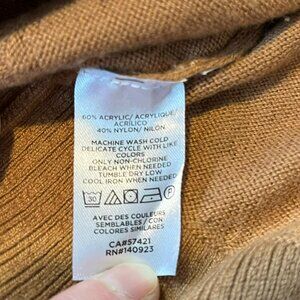 60% ACRYLIC/ ACRYLIQUE/
ACRÍLICO
40% NYLON/ NILON
MACHINE WASH COLD
DELICATE CYCLE WITH LIKE
COLORS
ONLY NON-CHLORINE
BLEACH WHEN NEEDED
TUMBLE DRY LOW
COOL IRON WHEN NEEDED
30 P
AVEC DES COULEURS
SEMBLABLES / CON
COLORES SIMILARES
CA#57421
RN#140923